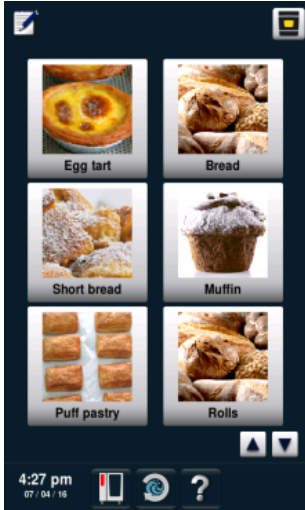 Egg tart
Bread
Short bread
Muffin
Puff pastry
Rolls
4:27 pm
07 / 04 / 16
?